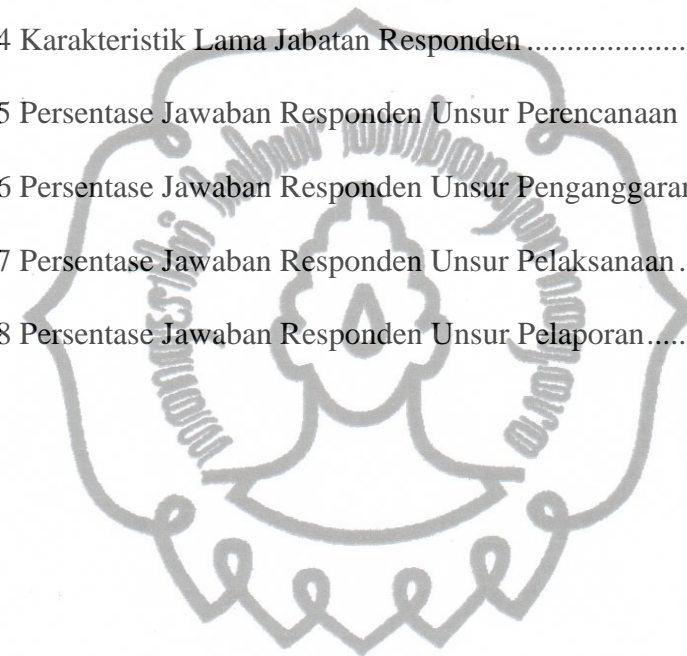 4 Karakteristik Lama Jabatan Responden ......................
5 Persentase Jawaban Responden Unsur Perencanaan
6 Persentase Jawaban Responden Unsur Penganggaran
7 Persentase Jawaban Responden Unsur Pelaksanaan ..
8 Persentase Jawaban Responden Unsur Pelaporan .....